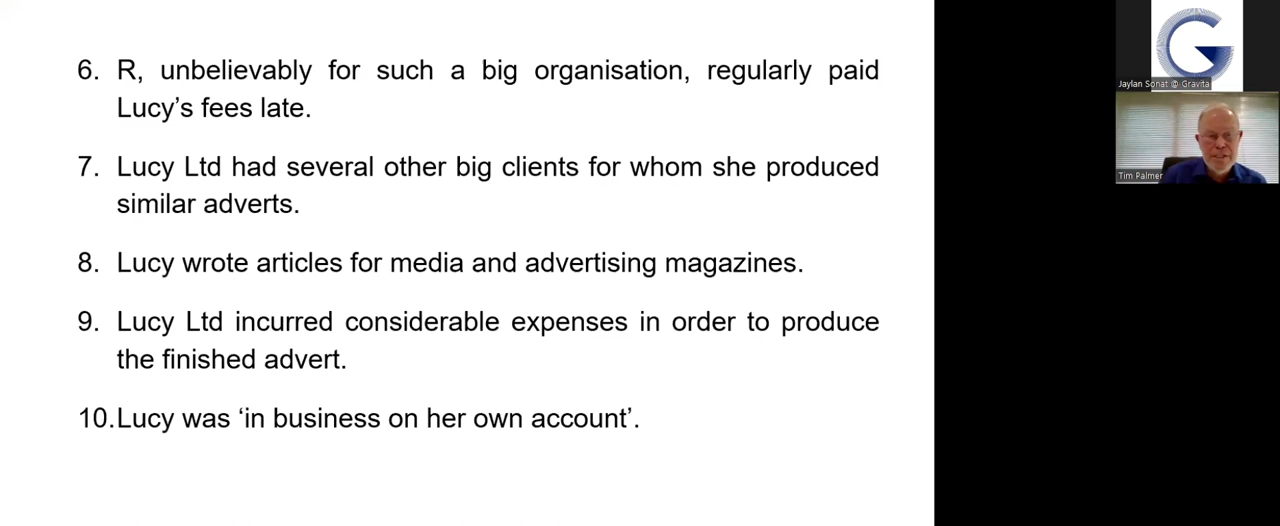 6. R, unbelievably for such a big organisation, regularly paid
Lucy's fees late.
7. Lucy Ltd had several other big clients for whom she produced
similar adverts.
8. Lucy wrote articles for media and advertising magazines.
9. Lucy Ltd incurred considerable expenses in order to produce
the finished advert.
10.Lucy was ‘in business on her own account’.
Jaylan Sonat @ Gravita
Tim Palmer